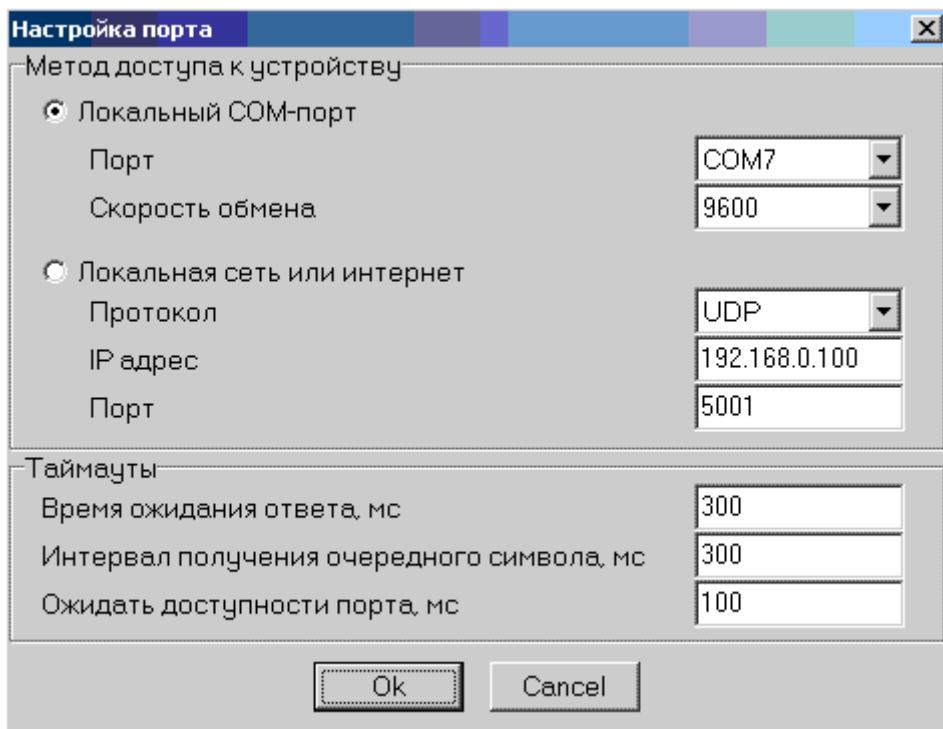 Настройка порта
Метод доступа к устройству
Локальный COM-порт
Порт COM7
Скорость обмена 9600
Локальная сеть или интернет
Протокол UDP
IP адрес 192.168.0.100
Порт 5001
Таймауты
Время ожидания ответа, мс 300
Интервал получения очередного символа, мс 300
Ожидать доступности порта, мс 100
Ok Cancel